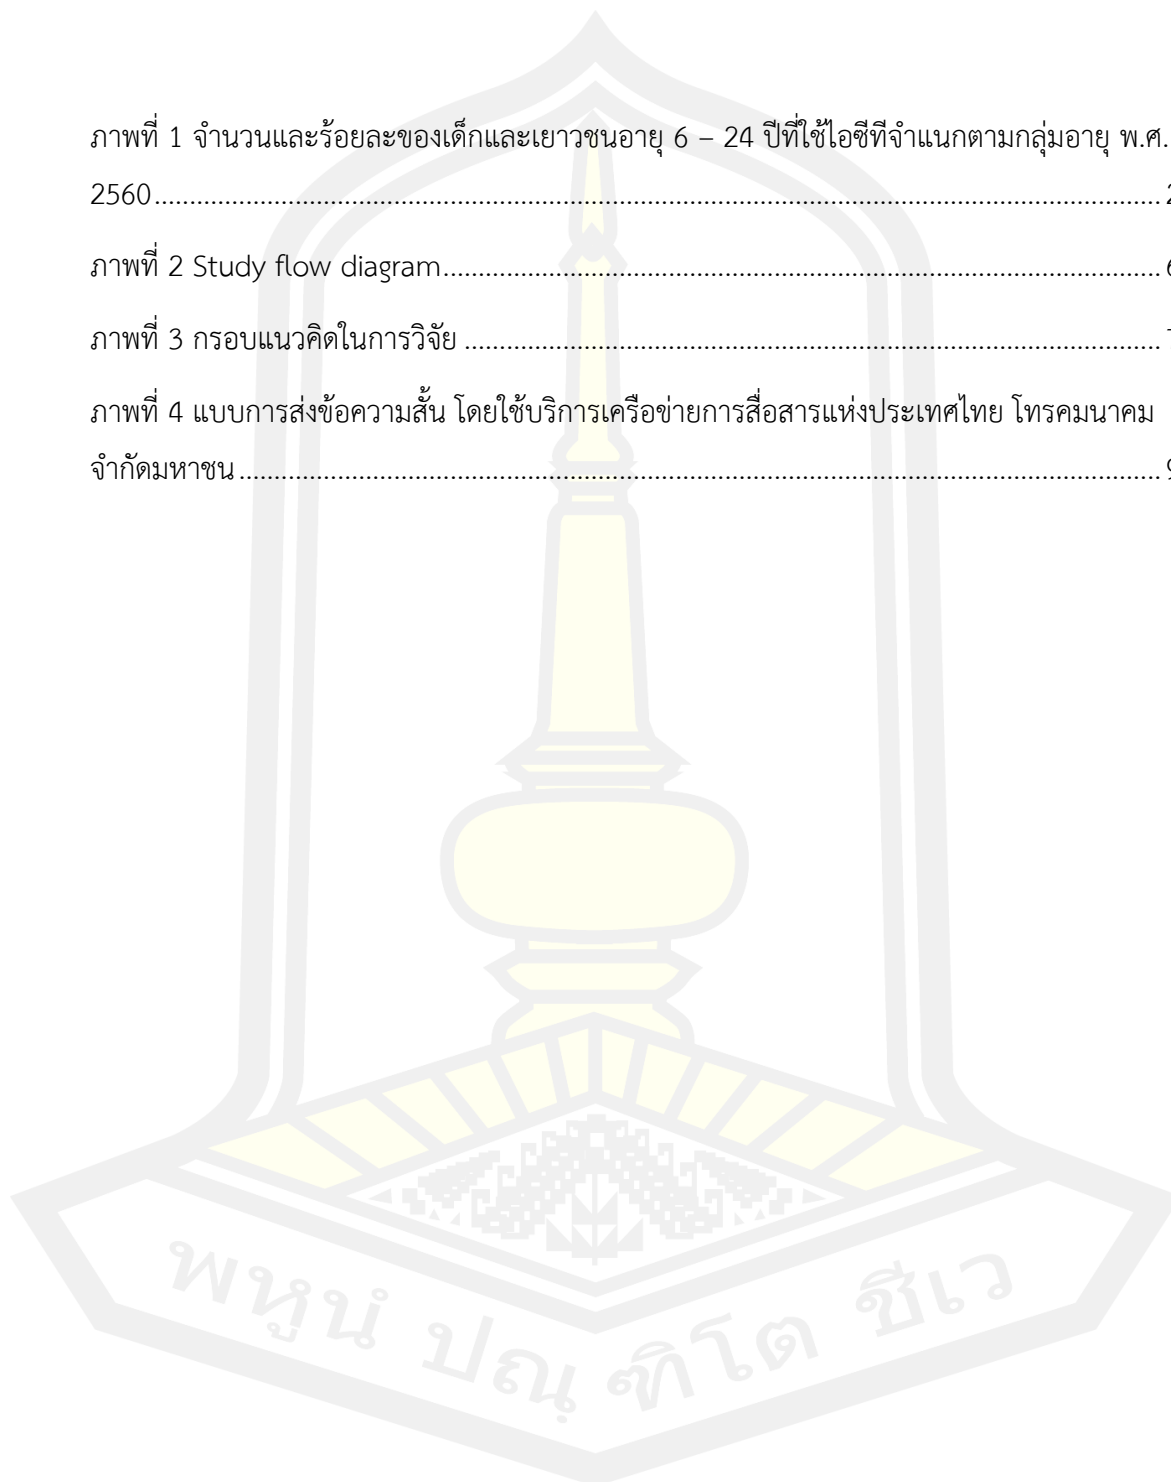 ภาพที่ 1 จำนวนและร้อยละของเด็กและเยาวชนอายุ 6 – 24 ปีที่ใช้ไอซีทีจำแนกตามกลุ่มอายุ พ.ศ.
2560
ภาพที่ 2 Study flow diagram
ภาพที่ 3 กรอบแนวคิดในการวิจัย
ภาพที่ 4 แบบการส่งข้อความสั้น โดยใช้บริการเครือข่ายการสื่อสารแห่งประเทศไทย โทรคมนาคม
จำกัดมหาชน
พหูนํ ปณฺฑิโต ชีเว